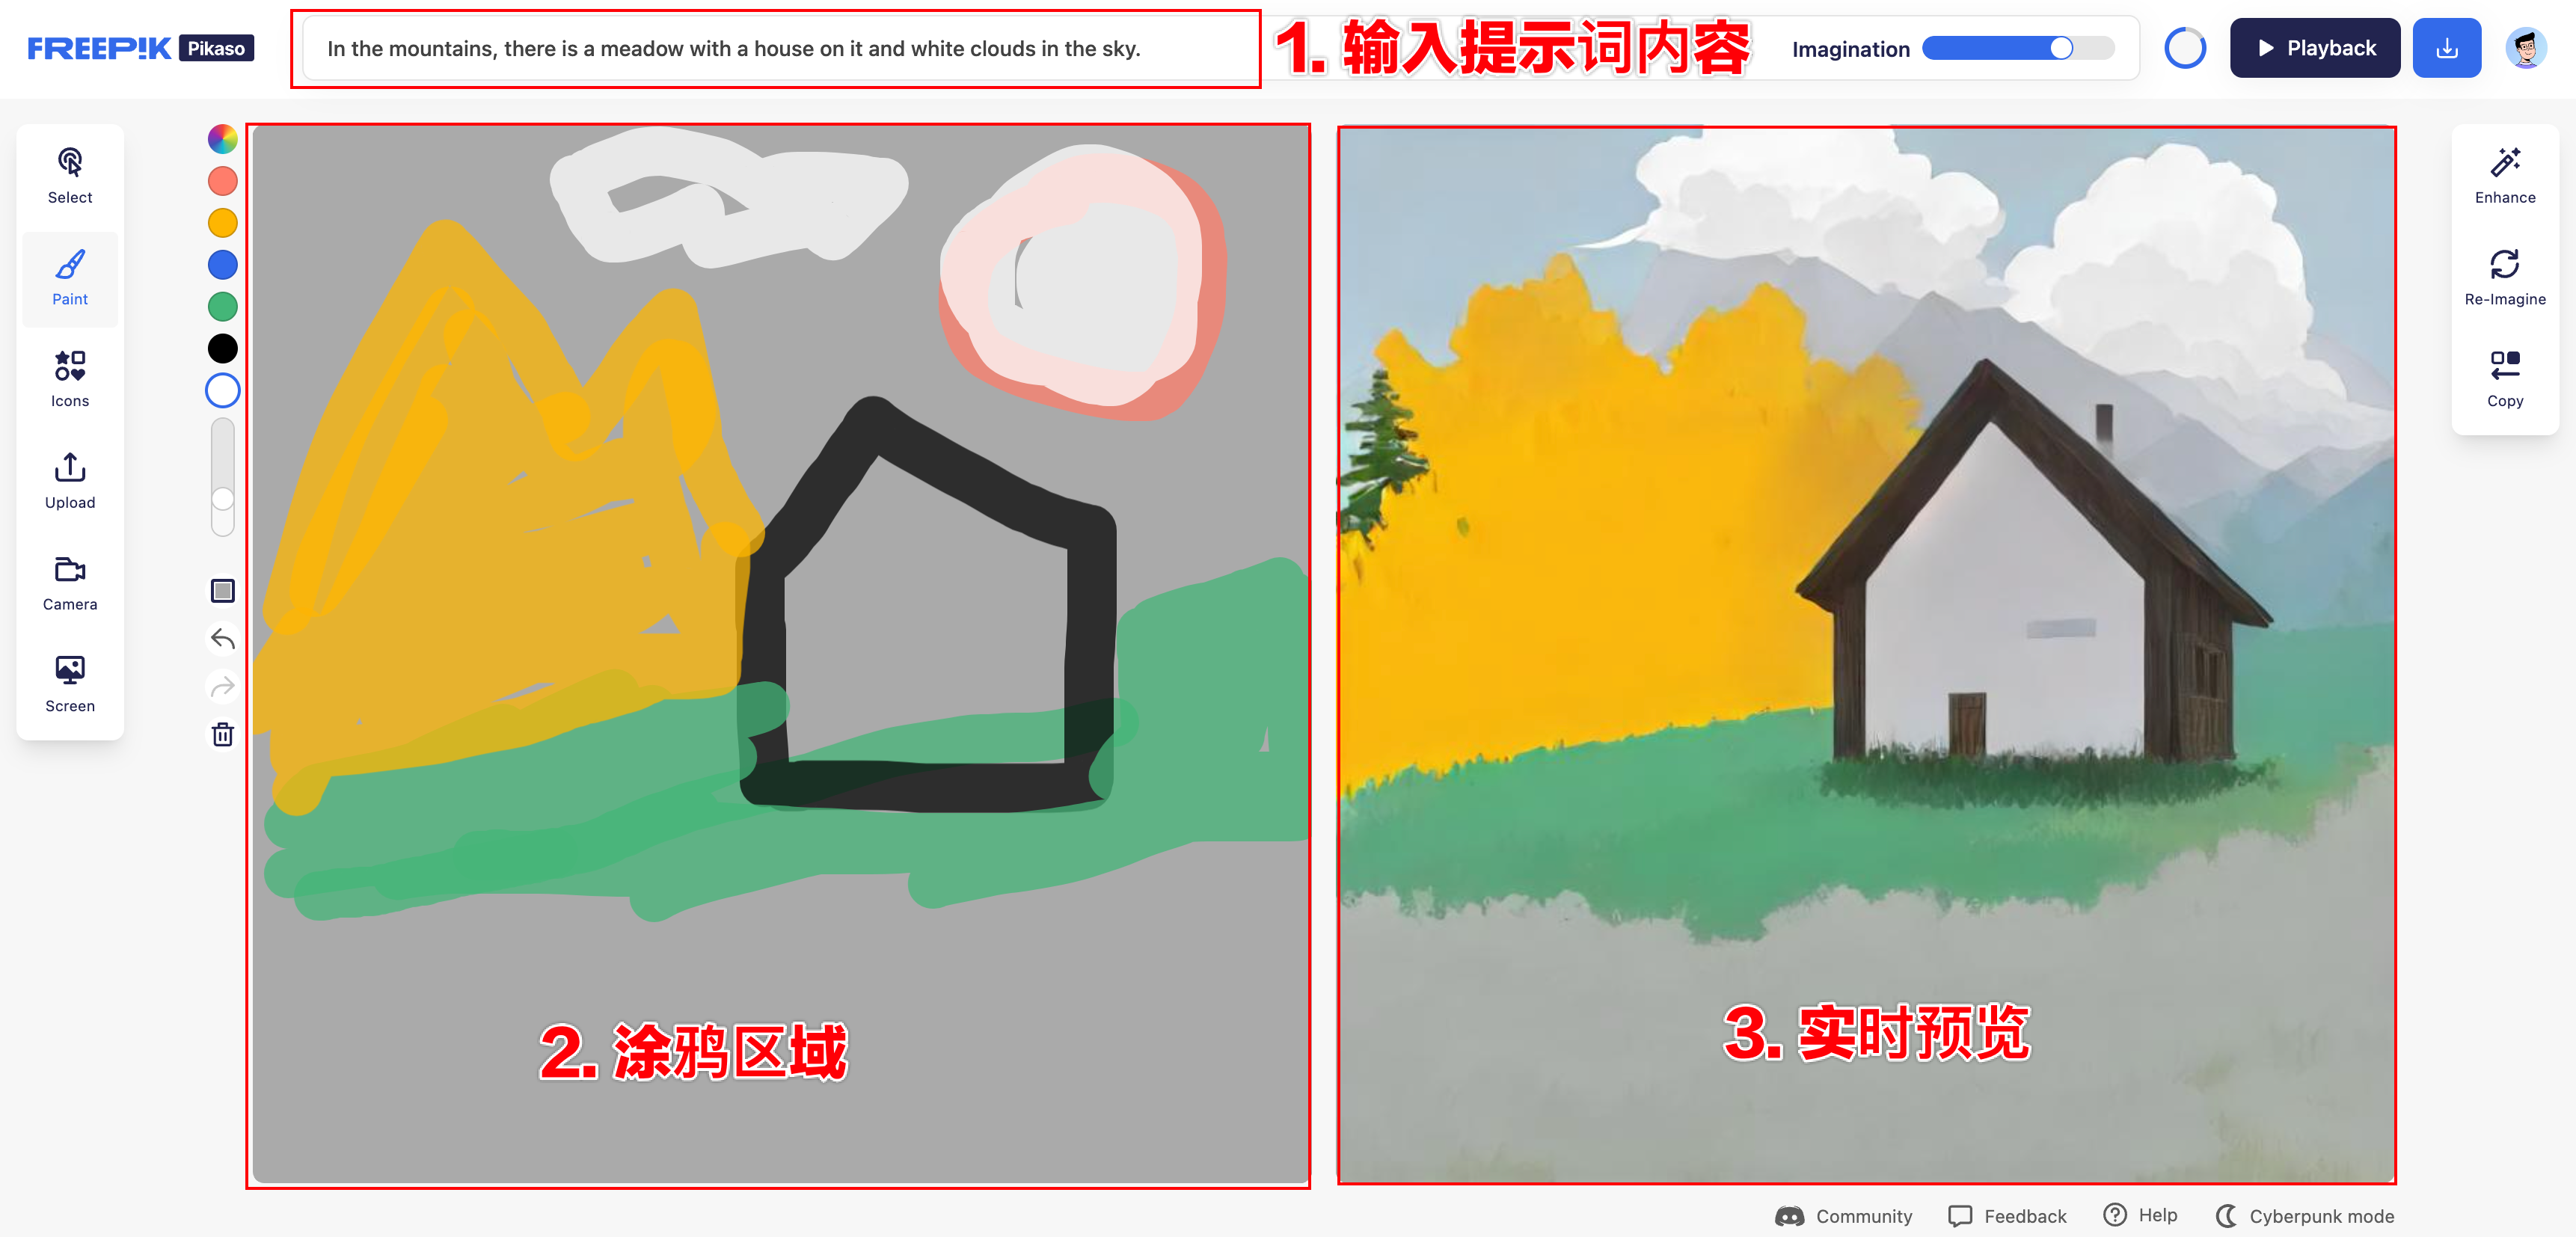 FREEPIK Pikaso
In the mountains, there is a meadow with a house on it and white clouds in the sky.
1. 输入提示词内容
Imagination
Playback
Select
Paint
Icons
Upload
Camera
Screen
2. 涂鸦区域
3. 实时预览
Enhance
Re-Imagine
Copy
Community
Feedback
Help
Cyberpunk mode